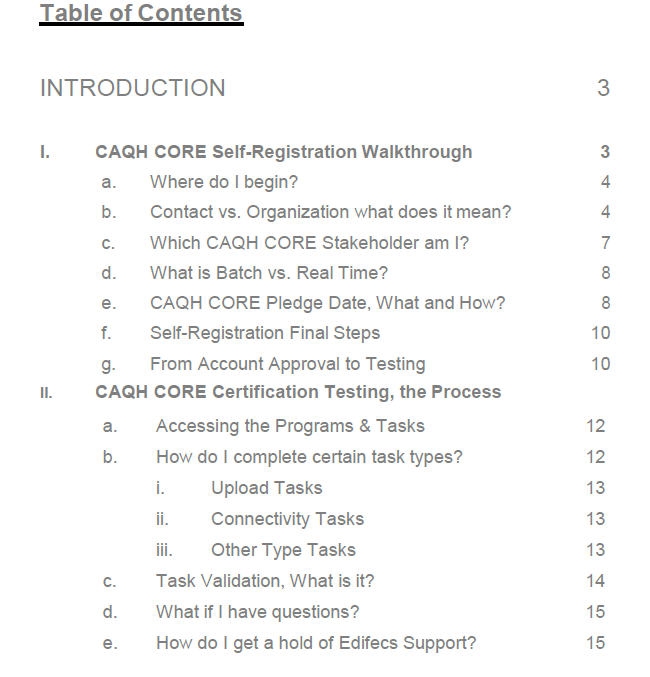 Table of Contents
INTRODUCTION 3
I. CAQH CORE Self-Registration Walkthrough 3
a. Where do I begin? 4
b. Contact vs. Organization what does it mean? 4
c. Which CAQH CORE Stakeholder am I? 7
d. What is Batch vs. Real Time? 8
e. CAQH CORE Pledge Date, What and How? 8
f. Self-Registration Final Steps 10
g. From Account Approval to Testing 10
II. CAQH CORE Certification Testing, the Process
a. Accessing the Programs & Tasks 12
b. How do I complete certain task types? 12
i. Upload Tasks 13
ii. Connectivity Tasks 13
iii. Other Type Tasks 13
c. Task Validation, What is it? 14
d. What if I have questions? 15
e. How do I get a hold of Edifecs Support? 15